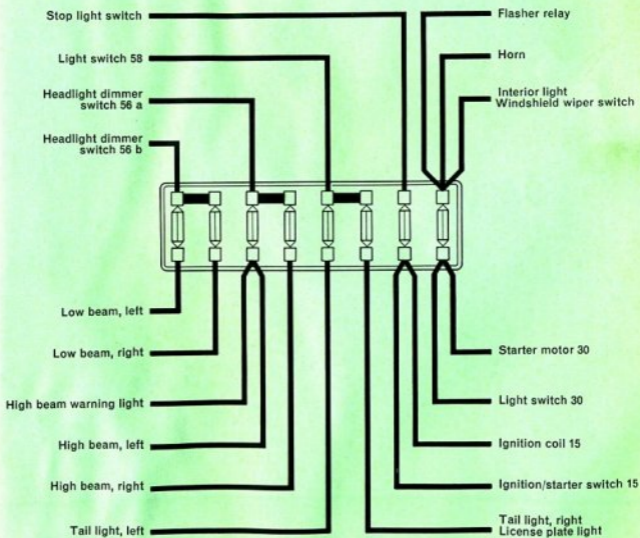 Stop light switch
Light switch 58
Headlight dimmer
switch 56 a
Headlight dimmer
switch 56 b
Flasher relay
Horn
Interior light
Windshield wiper switch
Low beam, left
Low beam, right
High beam warning light
High beam, left
High beam, right
Tail light, left
Starter motor 30
Light switch 30
Ignition coil 15
Ignition/starter switch 15
Tail light, right
License plate light